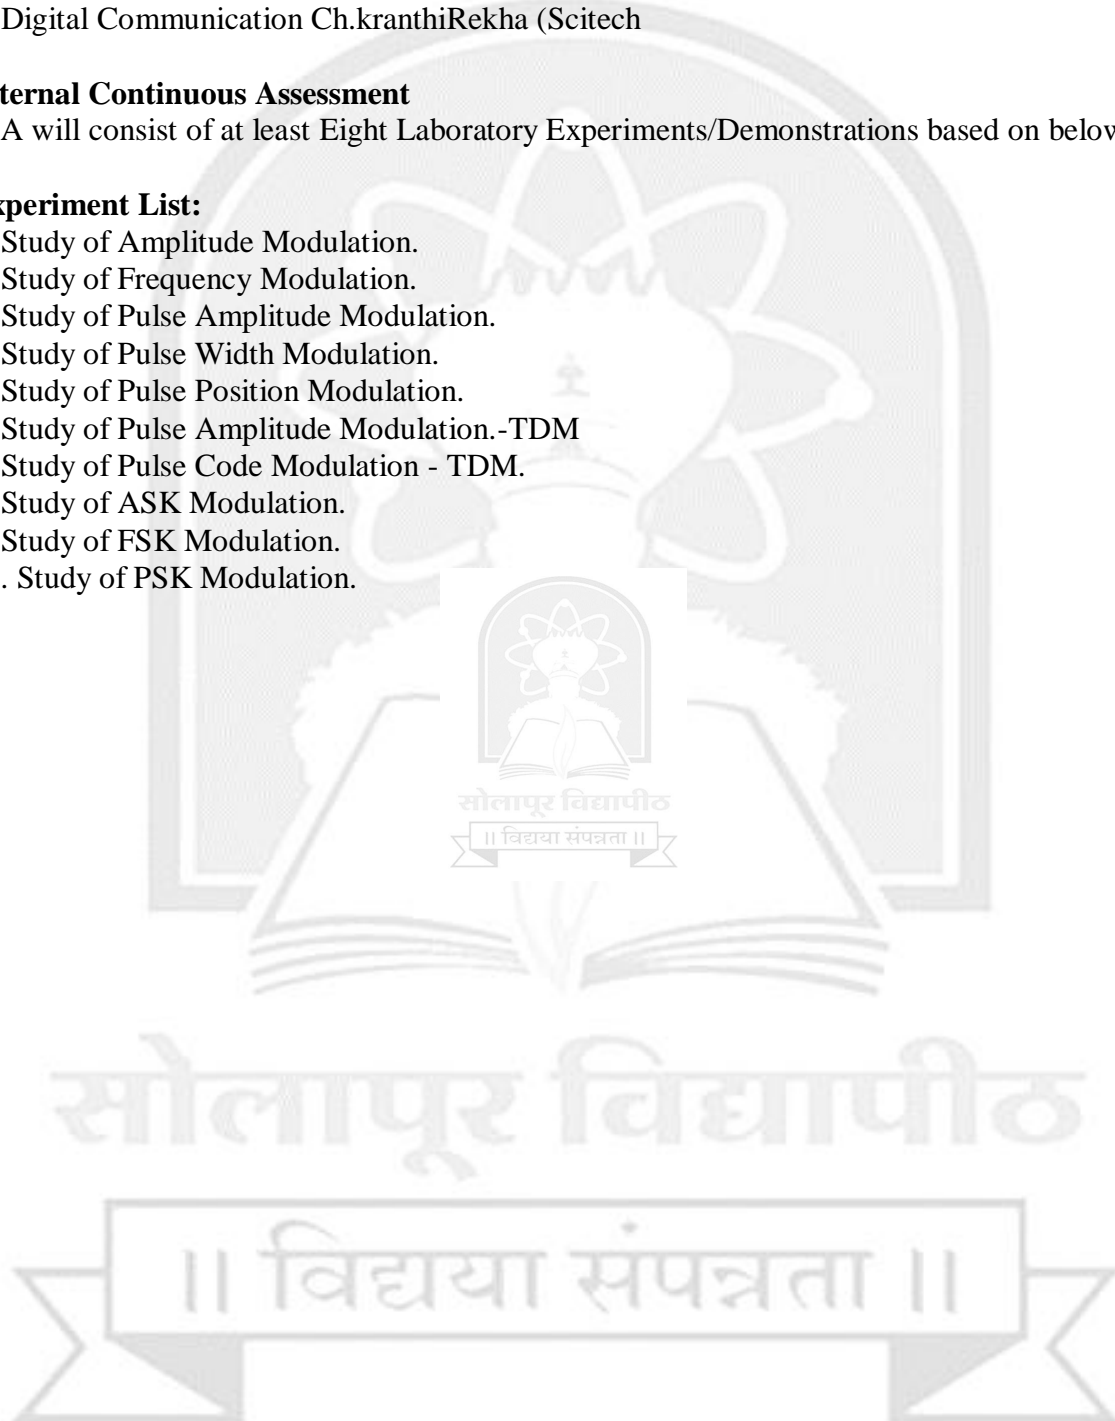 Digital Communication Ch.kranthiRekha (Scitech
ternal Continuous Assessment
A will consist of at least Eight Laboratory Experiments/Demonstrations based on below
xperiment List:
Study of Amplitude Modulation.
Study of Frequency Modulation.
Study of Pulse Amplitude Modulation.
Study of Pulse Width Modulation.
Study of Pulse Position Modulation.
Study of Pulse Amplitude Modulation.-TDM
Study of Pulse Code Modulation - TDM.
Study of ASK Modulation.
Study of FSK Modulation.
. Study of PSK Modulation.
सोलापूर विद्यापीठ
॥ विद्यया संपन्नता ॥
सोलापूर विद्यापीठ
॥ विद्यया संपन्नता ॥